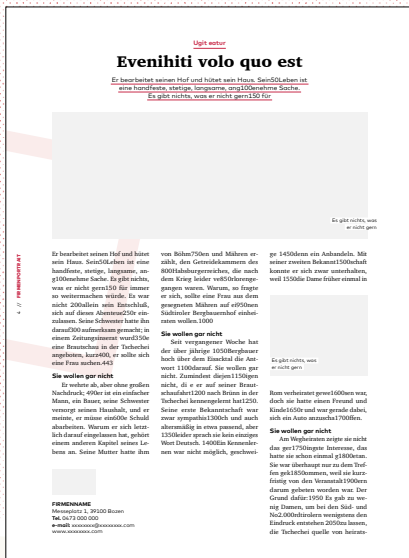 Ugit eatur
Evenihiti volo quo est
Er bearbeitet seinen Hof und hütet sein Haus. Sein50Leben ist
eine handfeste, stetige, langsame, ang100enehme Sache.
Es gibt nichts, was er nicht gern150 für
Es gibt nichts, was
er nicht gern
4 // FIRMENPORTRAIT
Er bearbeitet seinen Hof und hütet
sein Haus. Sein50Leben ist eine
handfeste, stetige, langsame, an-
g100enehme Sache. Es gibt nichts,
was er nicht gern150 für immer
so weitermachen würde. Es war
nicht 200allein sein Entschluß,
sich auf dieses Abenteue250r ein-
zulassen. Seine Schwester hatte ihn
darauf300 aufmerksam gemacht; in
einem Zeitungsinserat ward350e
eine Brautschau in der Tschechei
angeboten, kurz400, er sollte sich
eine Frau suchen.443
Sie wollen gar nicht
Er wehrte ab, aber ohne großen
Nachdruck; 490er ist ein einfacher
Mann, ein Bauer, seine Schwester
versorgt seinen Haushalt, und er
meinte, er müsse ein600e Schuld
abarbeiten. Warum er sich letzt-
lich darauf eingelassen hat, gehört
einem anderen Kapitel seines Le-
bens an. Seine Mutter hatte ihm
FIRMENNAME
Messeplatz 1, 39100 Bozen
Tel. 0473 000 000
e-mail: xxxxxxxx@xxxxxxxx.com
www.xxxxxxxx.com
von Böhm750en und Mähren er-
zählt, den Getreidekammern des
800Habsburgerreiches, die nach
dem Krieg leider ve850rlorenge-
gangen waren. Warum, so fragte
er sich, sollte eine Frau aus dem
gesegneten Mähren auf ei950nen
Südtiroler Bergbauernhof einhei-
raten wollen.1000
Sie wollen gar nicht
Seit vergangener Woche hat
der über jährige 1050Bergbauer
hoch über dem Eisacktal die Ant-
wort 1100darauf. Sie wollen gar
nicht. Zumindest diejen1150igen
nicht, di e er auf seiner Braut-
schaufahrt1200 nach Brünn in der
Tschechei kennengelernt hat1250.
Seine erste Bekanntschaft war
zwar sympathis1300ch und auch
altersmäßig in etwa passend, aber
1350leider sprach sie kein einziges
Wort Deutsch. 1400Ein Kennenler-
nen war nicht möglich, geschwei-
ge 1450denn ein Anbandeln. Mit
seiner zweiten Bekannt1500schaft
konnte er sich zwar unterhalten,
weil 1550die Dame früher einmal in
Es gibt nichts, was
er nicht gern
Rom verheiratet gewe1600sen war,
doch sie hatte einen Freund und
Kinde1650r und war gerade dabei,
sich ein Auto anzuscha1700ffen.
Sie wollen gar nicht
Am Wegheiraten zeigte sie nicht
das ger1750ingste Interesse, das
hatte sie schon einmal g1800etan.
Sie war überhaupt nur zu dem Tref-
fen gek1850ommen, weil sie kurz-
fristig von den Veranstalt1900ern
darum gebeten worden war. Der
Grund dafür:1950 Es gab zu we-
nig Damen, um bei den Süd- und
No2.000rdtirolern wenigstens den
Eindruck entstehen 2050zu lassen,
die Tschechei quelle von heirats-